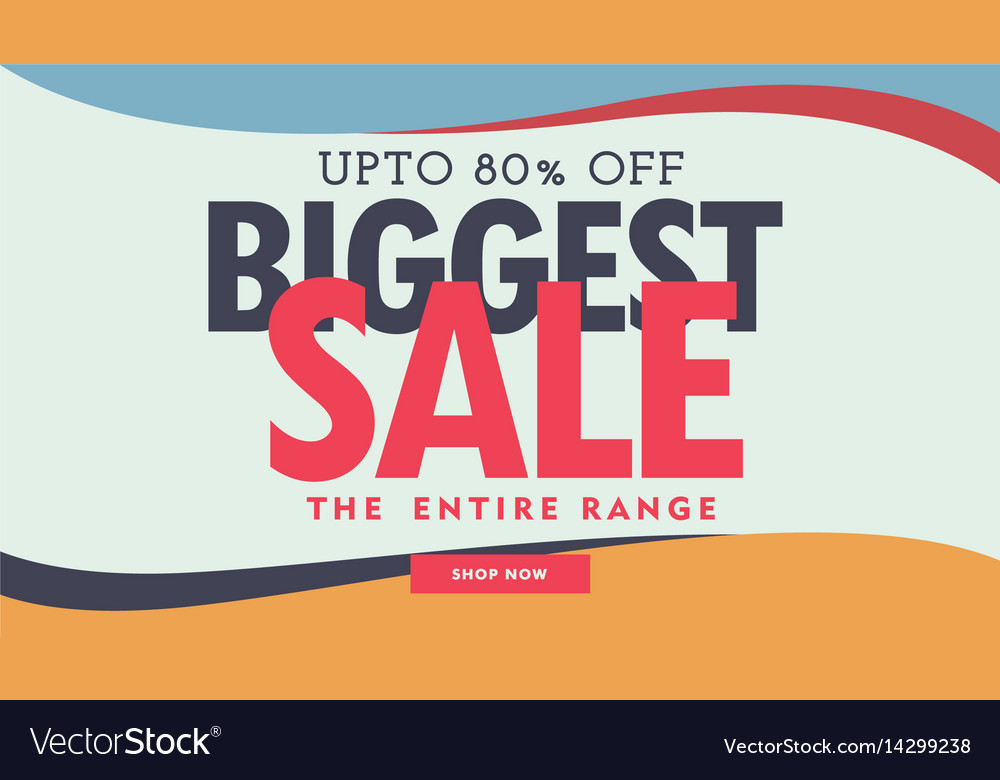 UPTO 80% OFF
BIGGEST
SALE
THE ENTIRE RANGE
SHOP NOW
VectorStock®
VectorStock.com/14299238